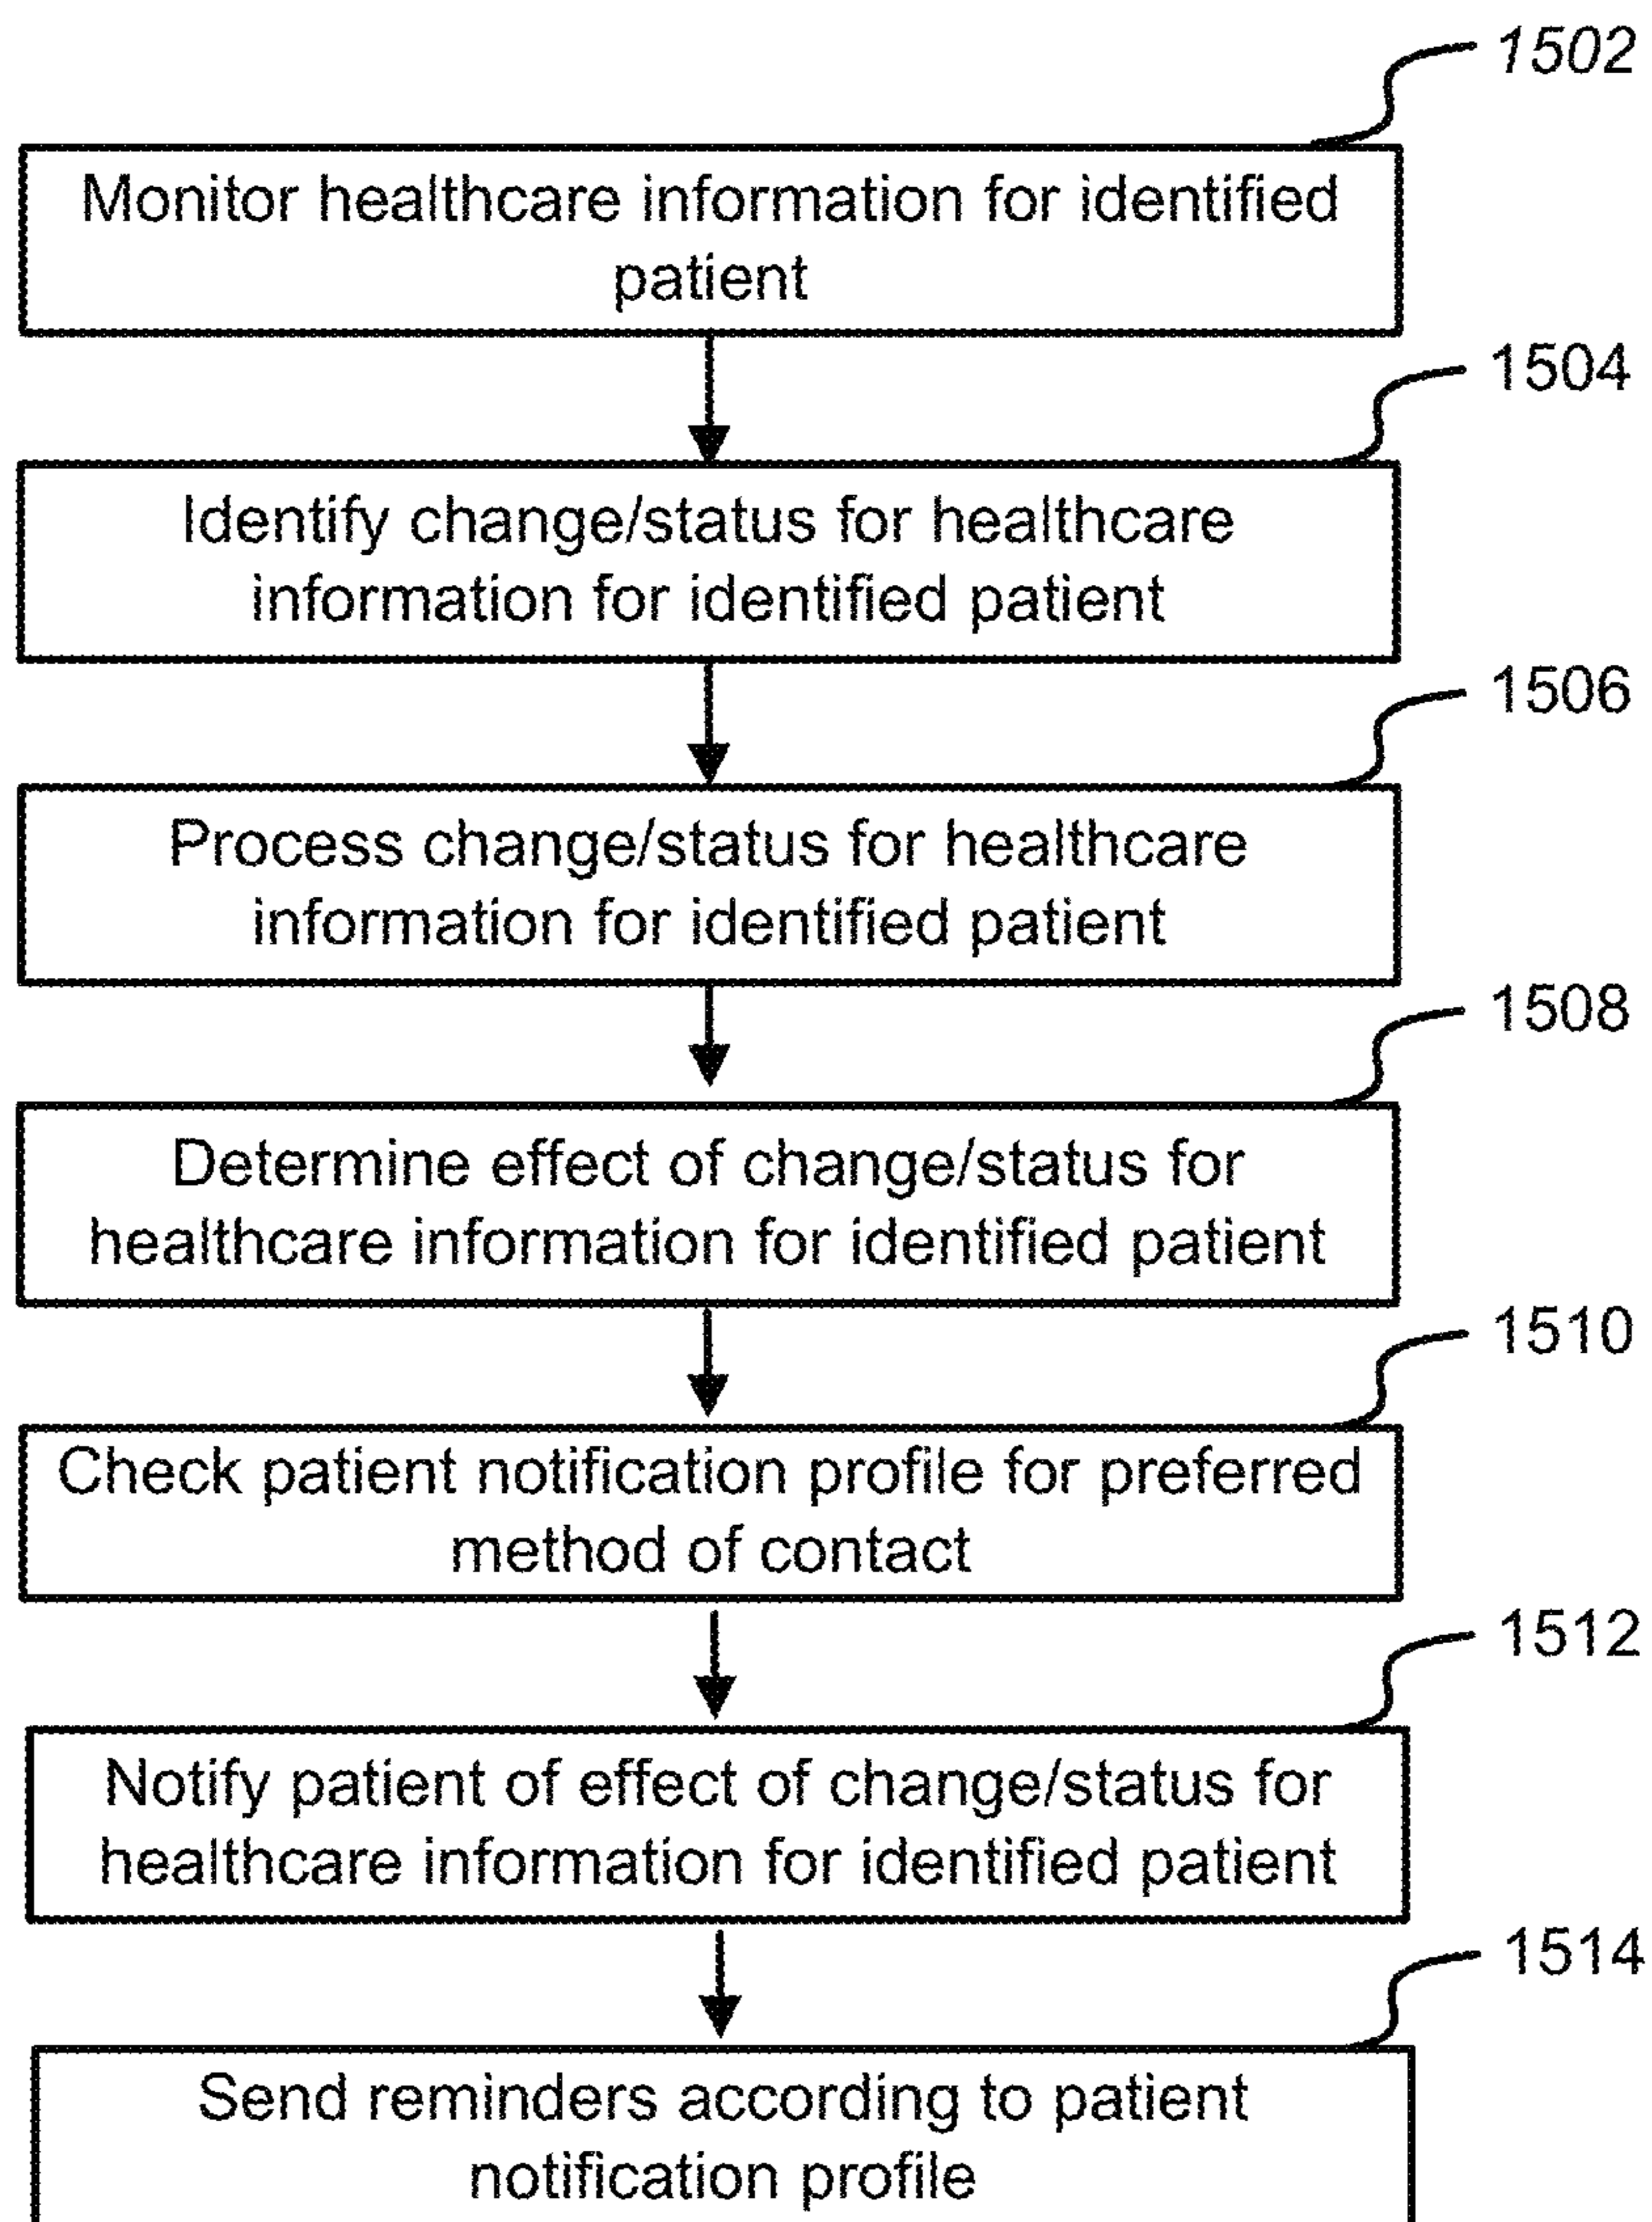 1502
Monitor healthcare information for identified
patient
1504
Identify change/status for healthcare
information for identified patient
1506
Process change/status for healthcare
information for identified patient
1508
Determine effect of change/status for
healthcare information for identified patient
1510
Check patient notification profile for preferred
method of contact
1512
Notify patient of effect of change/status for
healthcare information for identified patient
1514
Send reminders according to patient
notification profile